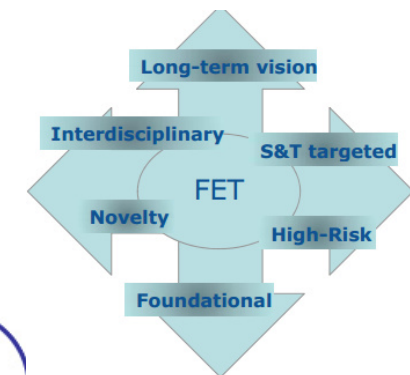 Long-term vision
Interdisciplinary
S&T targeted
FET
Novelty
High-Risk
Foundational